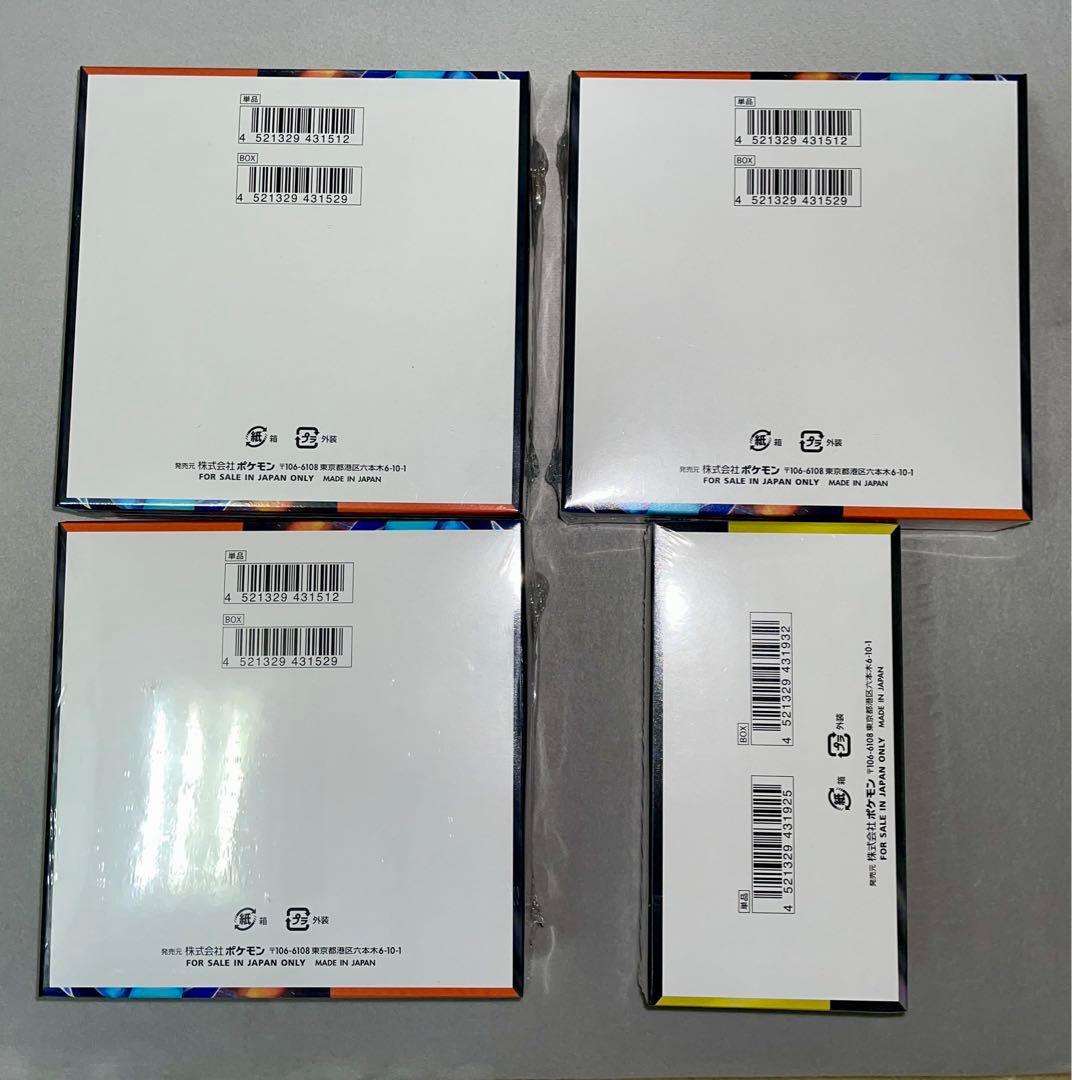 単品
4 521329 431512
BOX
4 521329 431529
紙 箱 プラ 外装
発売元 株式会社ポケモン 〒106-6108 東京都港区六本木6-10-1
FOR SALE IN JAPAN ONLY MADE IN JAPAN
単品
4 521329 431512
BOX
4 521329 431529
紙 箱 プラ 外装
発売元 株式会社ポケモン 〒106-6108 東京都港区六本木6-10-1
FOR SALE IN JAPAN ONLY MADE IN JAPAN
単品
4 521329 431512
BOX
4 521329 431529
紙 箱 プラ 外装
発売元 株式会社ポケモン 〒106-6108 東京都港区六本木6-10-1
FOR SALE IN JAPAN ONLY MADE IN JAPAN
単品
4 521329 431925
BOX
4 521329 431932
紙 箱 プラ 外装
発売元 株式会社ポケモン 〒106-6108 東京都港区六本木6-10-1
FOR SALE IN JAPAN ONLY MADE IN JAPAN